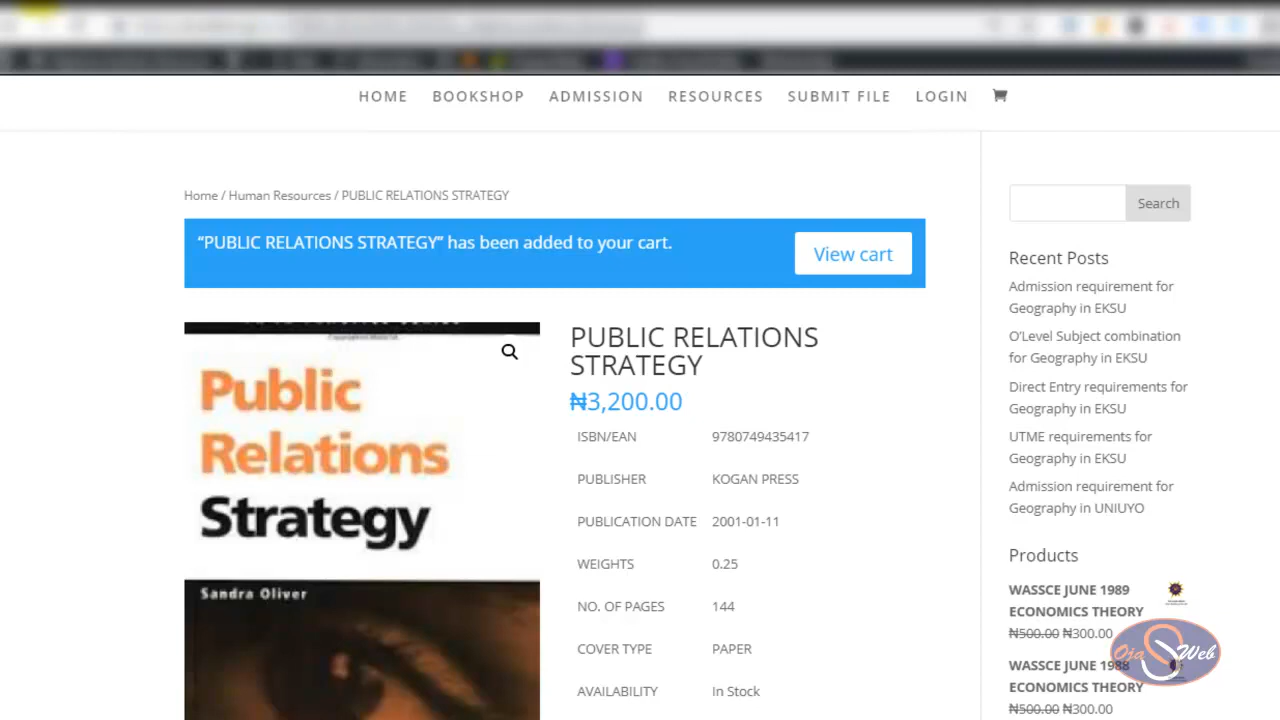 HOME BOOKSHOP ADMISSION RESOURCES SUBMIT FILE LOGIN
Home / Human Resources / PUBLIC RELATIONS STRATEGY
“PUBLIC RELATIONS STRATEGY” has been added to your cart.
View cart
Public
Relations
Strategy
Sandra Oliver
PUBLIC RELATIONS
STRATEGY
₦3,200.00
ISBN/EAN 9780749435417
PUBLISHER KOGAN PRESS
PUBLICATION DATE 2001-01-11
WEIGHTS 0.25
NO. OF PAGES 144
COVER TYPE PAPER
AVAILABILITY In Stock
Search
Recent Posts
Admission requirement for
Geography in EKSU
O’Level Subject combination
for Geography in EKSU
Direct Entry requirements for
Geography in EKSU
UTME requirements for
Geography in EKSU
Admission requirement for
Geography in UNIUYO
Products
WASSCE JUNE 1989
ECONOMICS THEORY
₦500.00 ₦300.00
WASSCE JUNE 1988
ECONOMICS THEORY
₦500.00 ₦300.00
Oja Web